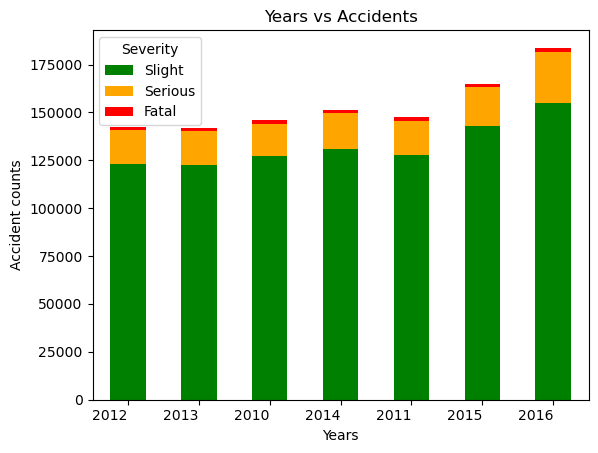 Years vs Accidents
Severity
Slight
Serious
Fatal
175000
150000
125000
100000
75000
50000
25000
0
Accident counts
2012 2013 2010 2014 2011 2015 2016
Years